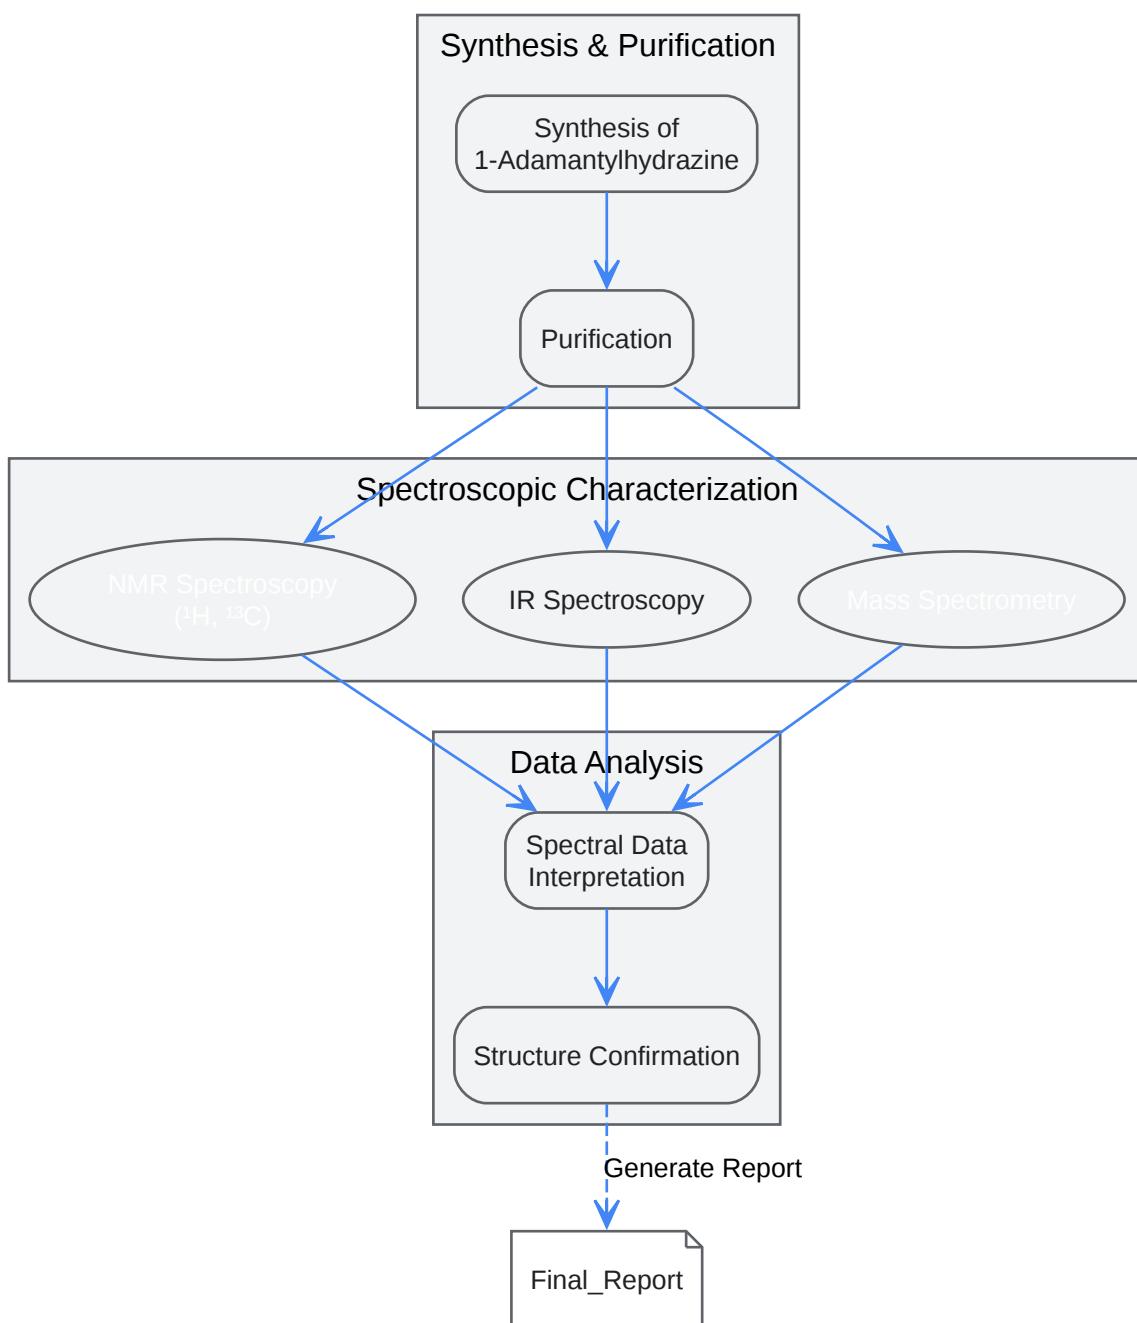 Synthesis & Purification
Synthesis of
1-Adamantylhydrazine
Purification
Spectroscopic Characterization
NMR Spectroscopy
(¹H, ¹³C)
IR Spectroscopy
Mass Spectrometry
Data Analysis
Spectral Data
Interpretation
Structure Confirmation
Generate Report
Final_Report